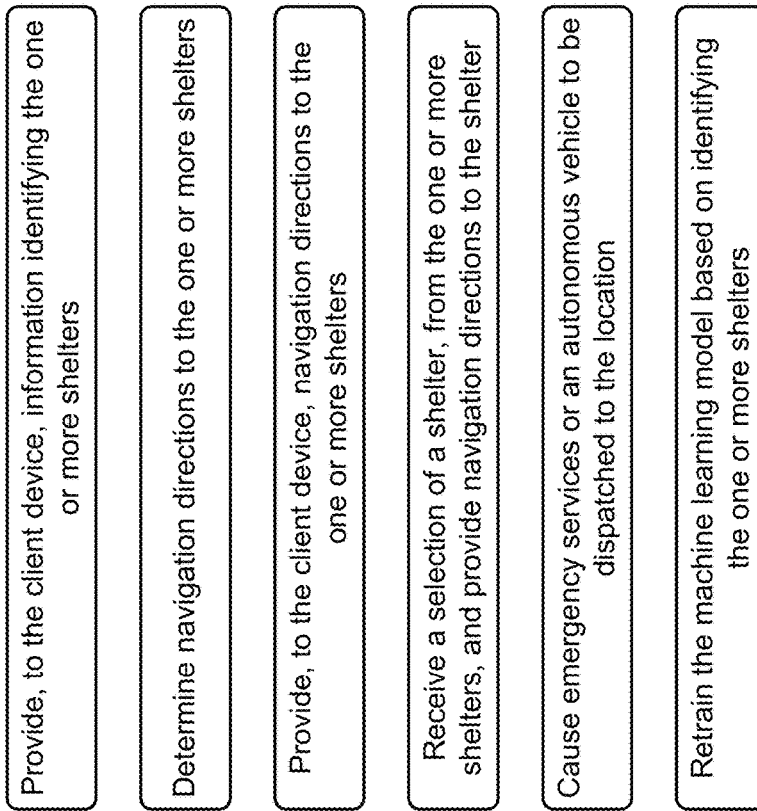 Provide, to the client device, information identifying the one
or more shelters
Determine navigation directions to the one or more shelters
Provide, to the client device, navigation directions to the
one or more shelters
Receive a selection of a shelter, from the one or more
shelters, and provide navigation directions to the shelter
Cause emergency services or an autonomous vehicle to be
dispatched to the location
Retrain the machine learning model based on identifying
the one or more shelters